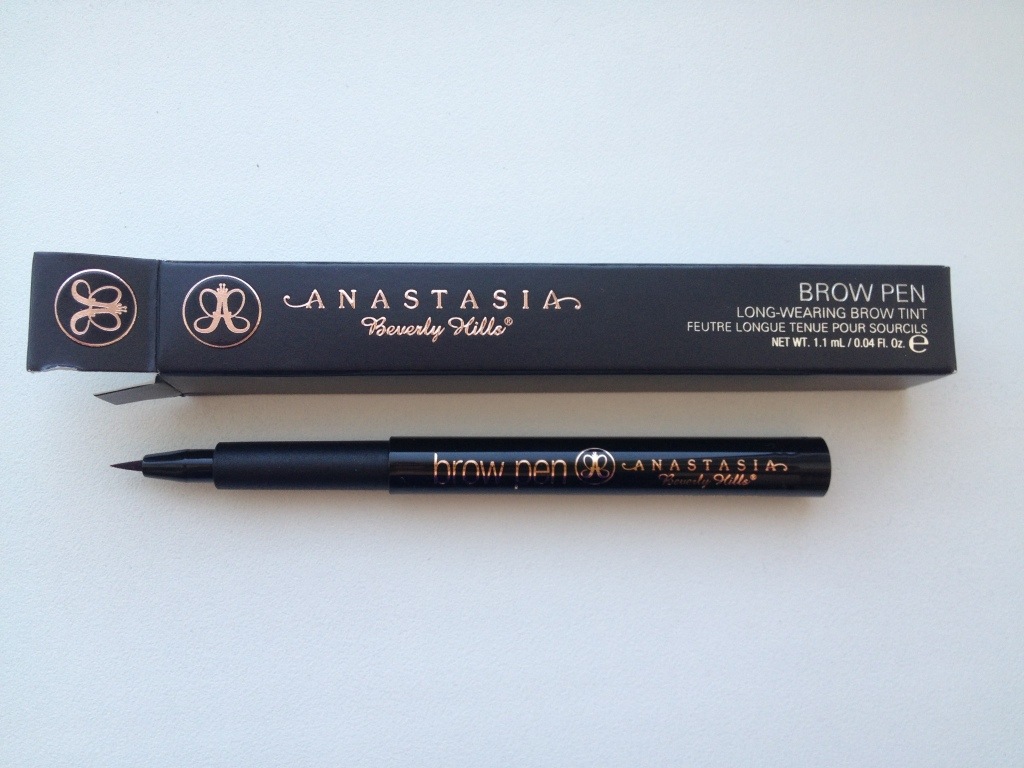 ANASTASIA
Beverly Hills®
BROW PEN
LONG-WEARING BROW TINT
FEUTRE LONGUE TENUE POUR SOURCILS
NET WT. 1.1 mL / 0.04 Fl. Oz. ℮
brow pen ANASTASIA
Beverly Hills®